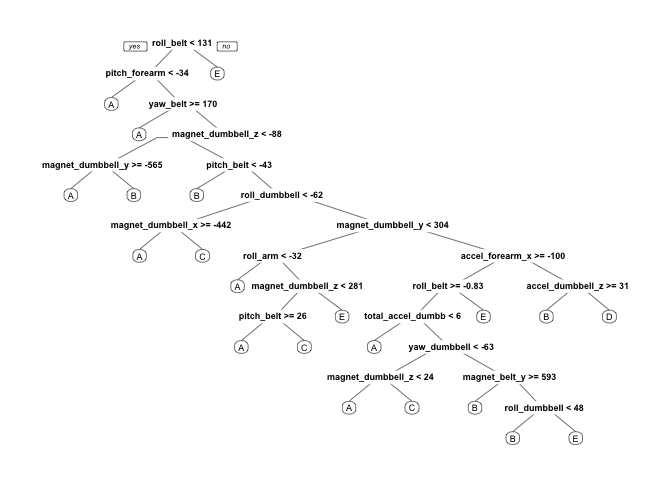 yes roll_belt < 131 no
pitch_forearm < -34 E
A yaw_belt >= 170
A magnet_dumbbell_z < -88
magnet_dumbbell_y >= -565 pitch_belt < -43
A B B roll_dumbbell < -62
magnet_dumbbell_x >= -442 magnet_dumbbell_y < 304
A C roll_arm < -32 accel_forearm_x >= -100
A magnet_dumbbell_z < 281 roll_belt >= -0.83 accel_dumbbell_z >= 31
pitch_belt >= 26 E total_accel_dumbb < 6 E B D
A C A yaw_dumbbell < -63
magnet_dumbbell_z < 24 magnet_belt_y >= 593
A C B roll_dumbbell < 48
B E